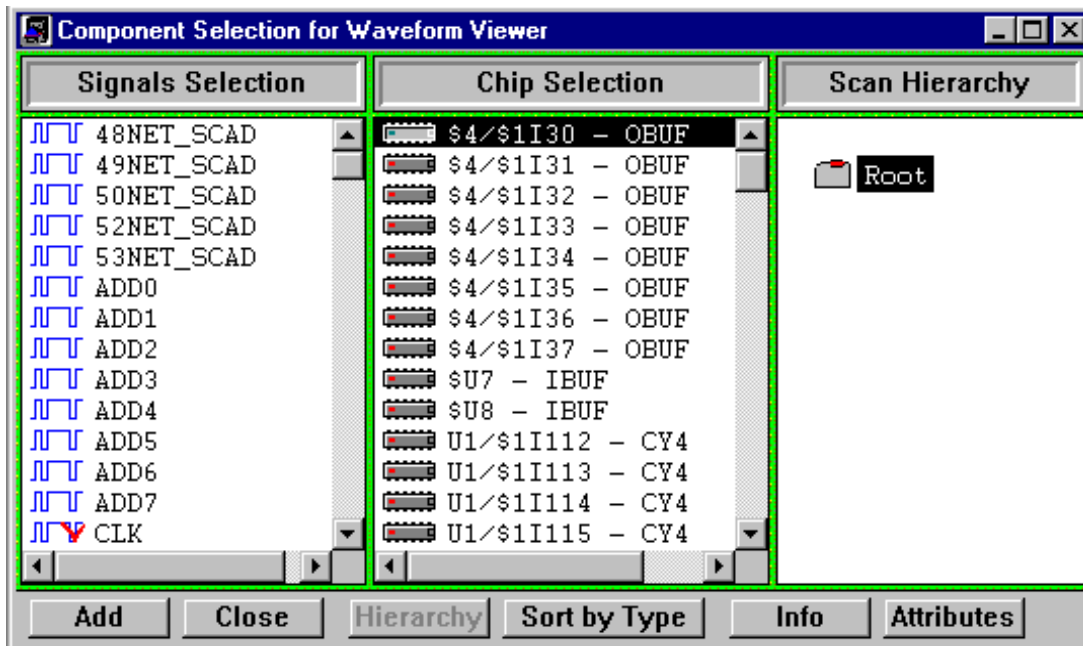 Component Selection for Waveform Viewer
Signals Selection
48NET_SCAD
49NET_SCAD
50NET_SCAD
52NET_SCAD
53NET_SCAD
ADD0
ADD1
ADD2
ADD3
ADD4
ADD5
ADD6
ADD7
CLK
Chip Selection
$4/$1I30 - OBUF
$4/$1I31 - OBUF
$4/$1I32 - OBUF
$4/$1I33 - OBUF
$4/$1I34 - OBUF
$4/$1I35 - OBUF
$4/$1I36 - OBUF
$4/$1I37 - OBUF
$U7 - IBUF
$U8 - IBUF
U1/$1I112 - CY4
U1/$1I113 - CY4
U1/$1I114 - CY4
U1/$1I115 - CY4
Scan Hierarchy
Root
Add Close Hierarchy Sort by Type Info Attributes